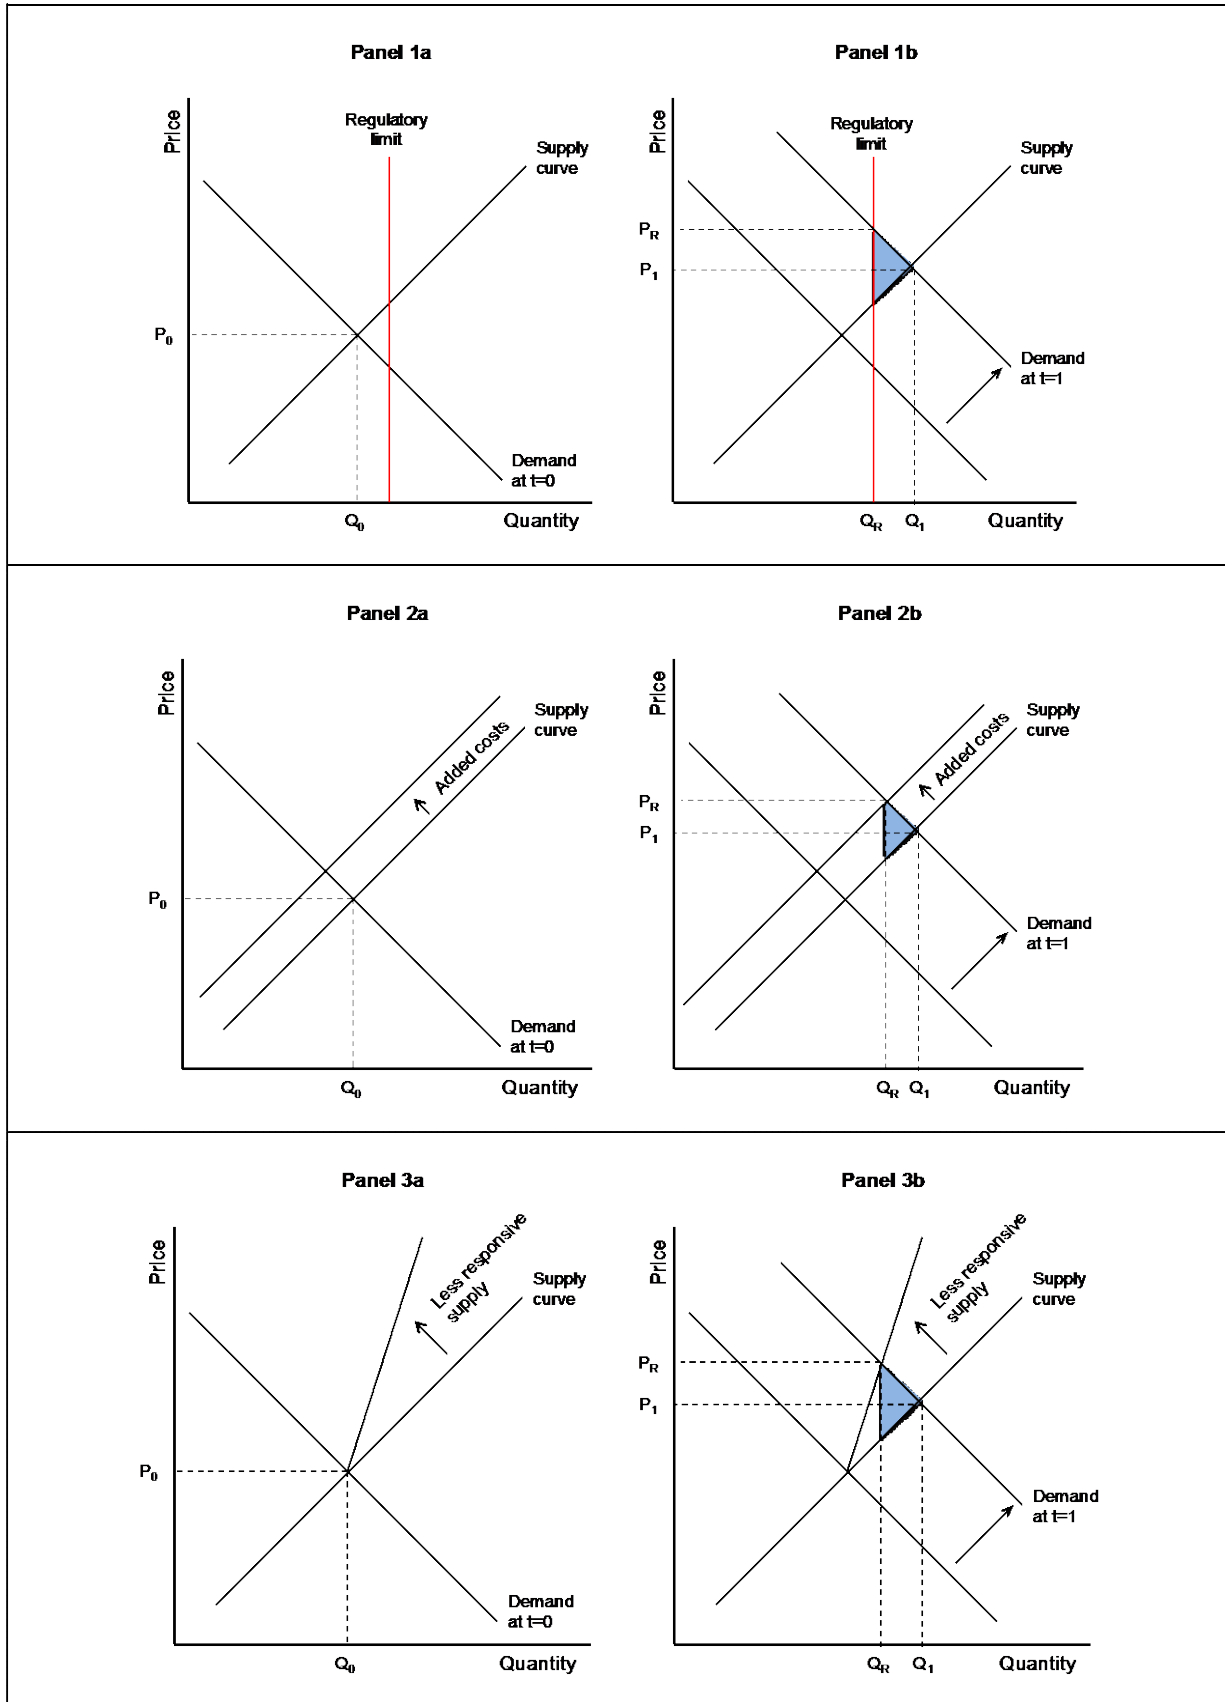 Panel 1a
Price
Regulatory
limit
Supply
curve
P0
Demand
at t=0
Q0
Quantity
Panel 1b
Price
Regulatory
limit
Supply
curve
PR
P1
Demand
at t=1
QR
Q1
Quantity
Panel 2a
Price
Added costs
Supply
curve
P0
Demand
at t=0
Q0
Quantity
Panel 2b
Price
Added costs
Supply
curve
PR
P1
Demand
at t=1
QR
Q1
Quantity
Panel 3a
Price
Less responsive
supply
Supply
curve
P0
Demand
at t=0
Q0
Quantity
Panel 3b
Price
Less responsive
supply
Supply
curve
PR
P1
Demand
at t=1
QR
Q1
Quantity